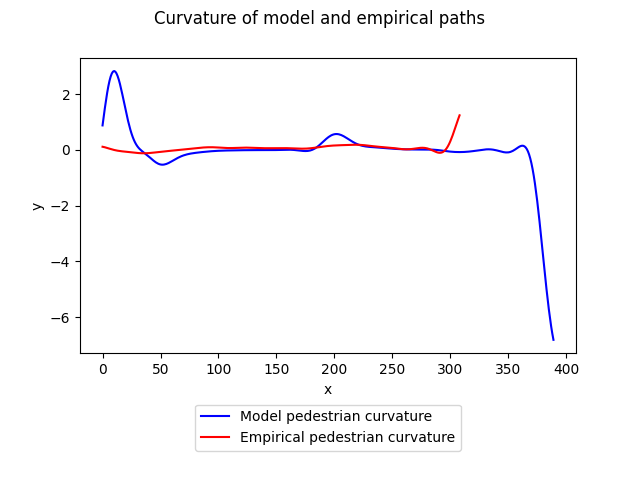 Curvature of model and empirical paths
2
0
−2
−4
−6
y
0 50 100 150 200 250 300 350 400
x
Model pedestrian curvature
Empirical pedestrian curvature